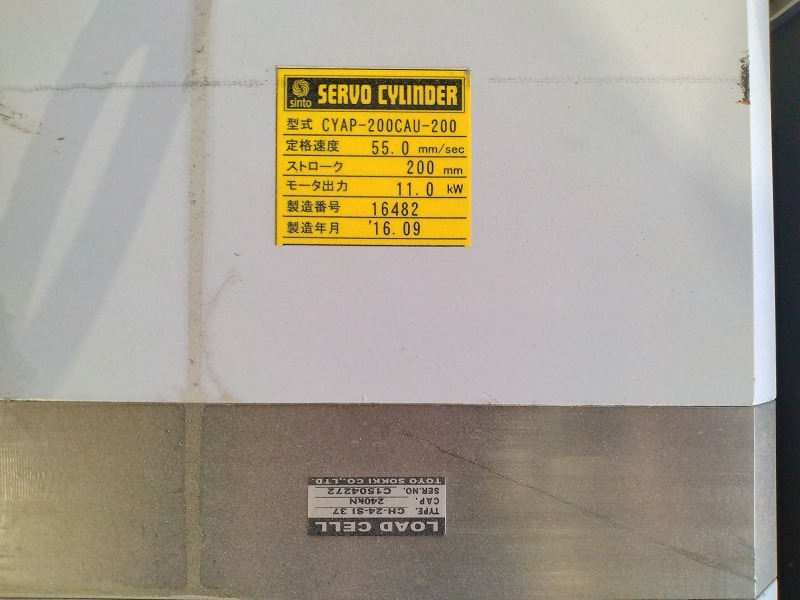 sinto SERVO CYLINDER
型式 CYAP-200CAU-200
定格速度 55.0 mm/sec
ストローク 200 mm
モータ出力 11.0 kW
製造番号 16482
製造年月 '16.09
LOAD CELL
TYPE. CH-24-SI 37
CAP. 240kN
SER.NO. C1504272
TOYO SOKKI CO.,LTD.